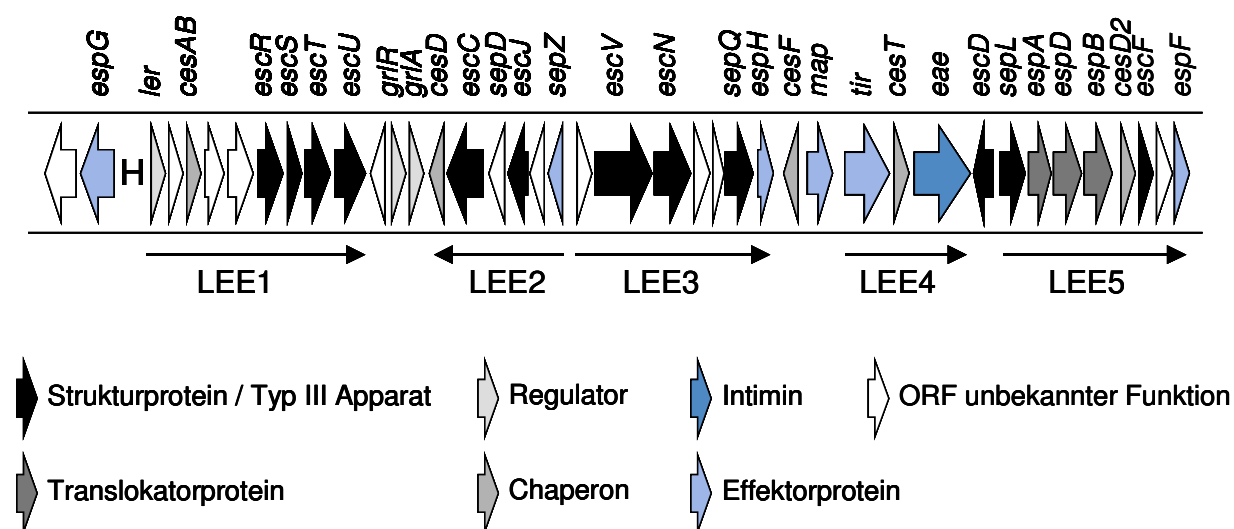 espG ler cesAB escR escS escT escU grlR grlA cesD escC sepD escJ sepZ escV escN sepQ espH cesF map tir cesT eae escD sepL espA espD espB cesD2 escF espF
H
LEE1 LEE2 LEE3 LEE4 LEE5
Strukturprotein / Typ III Apparat Regulator Intimin ORF unbekannter Funktion
Translokatorprotein Chaperon Effektorprotein